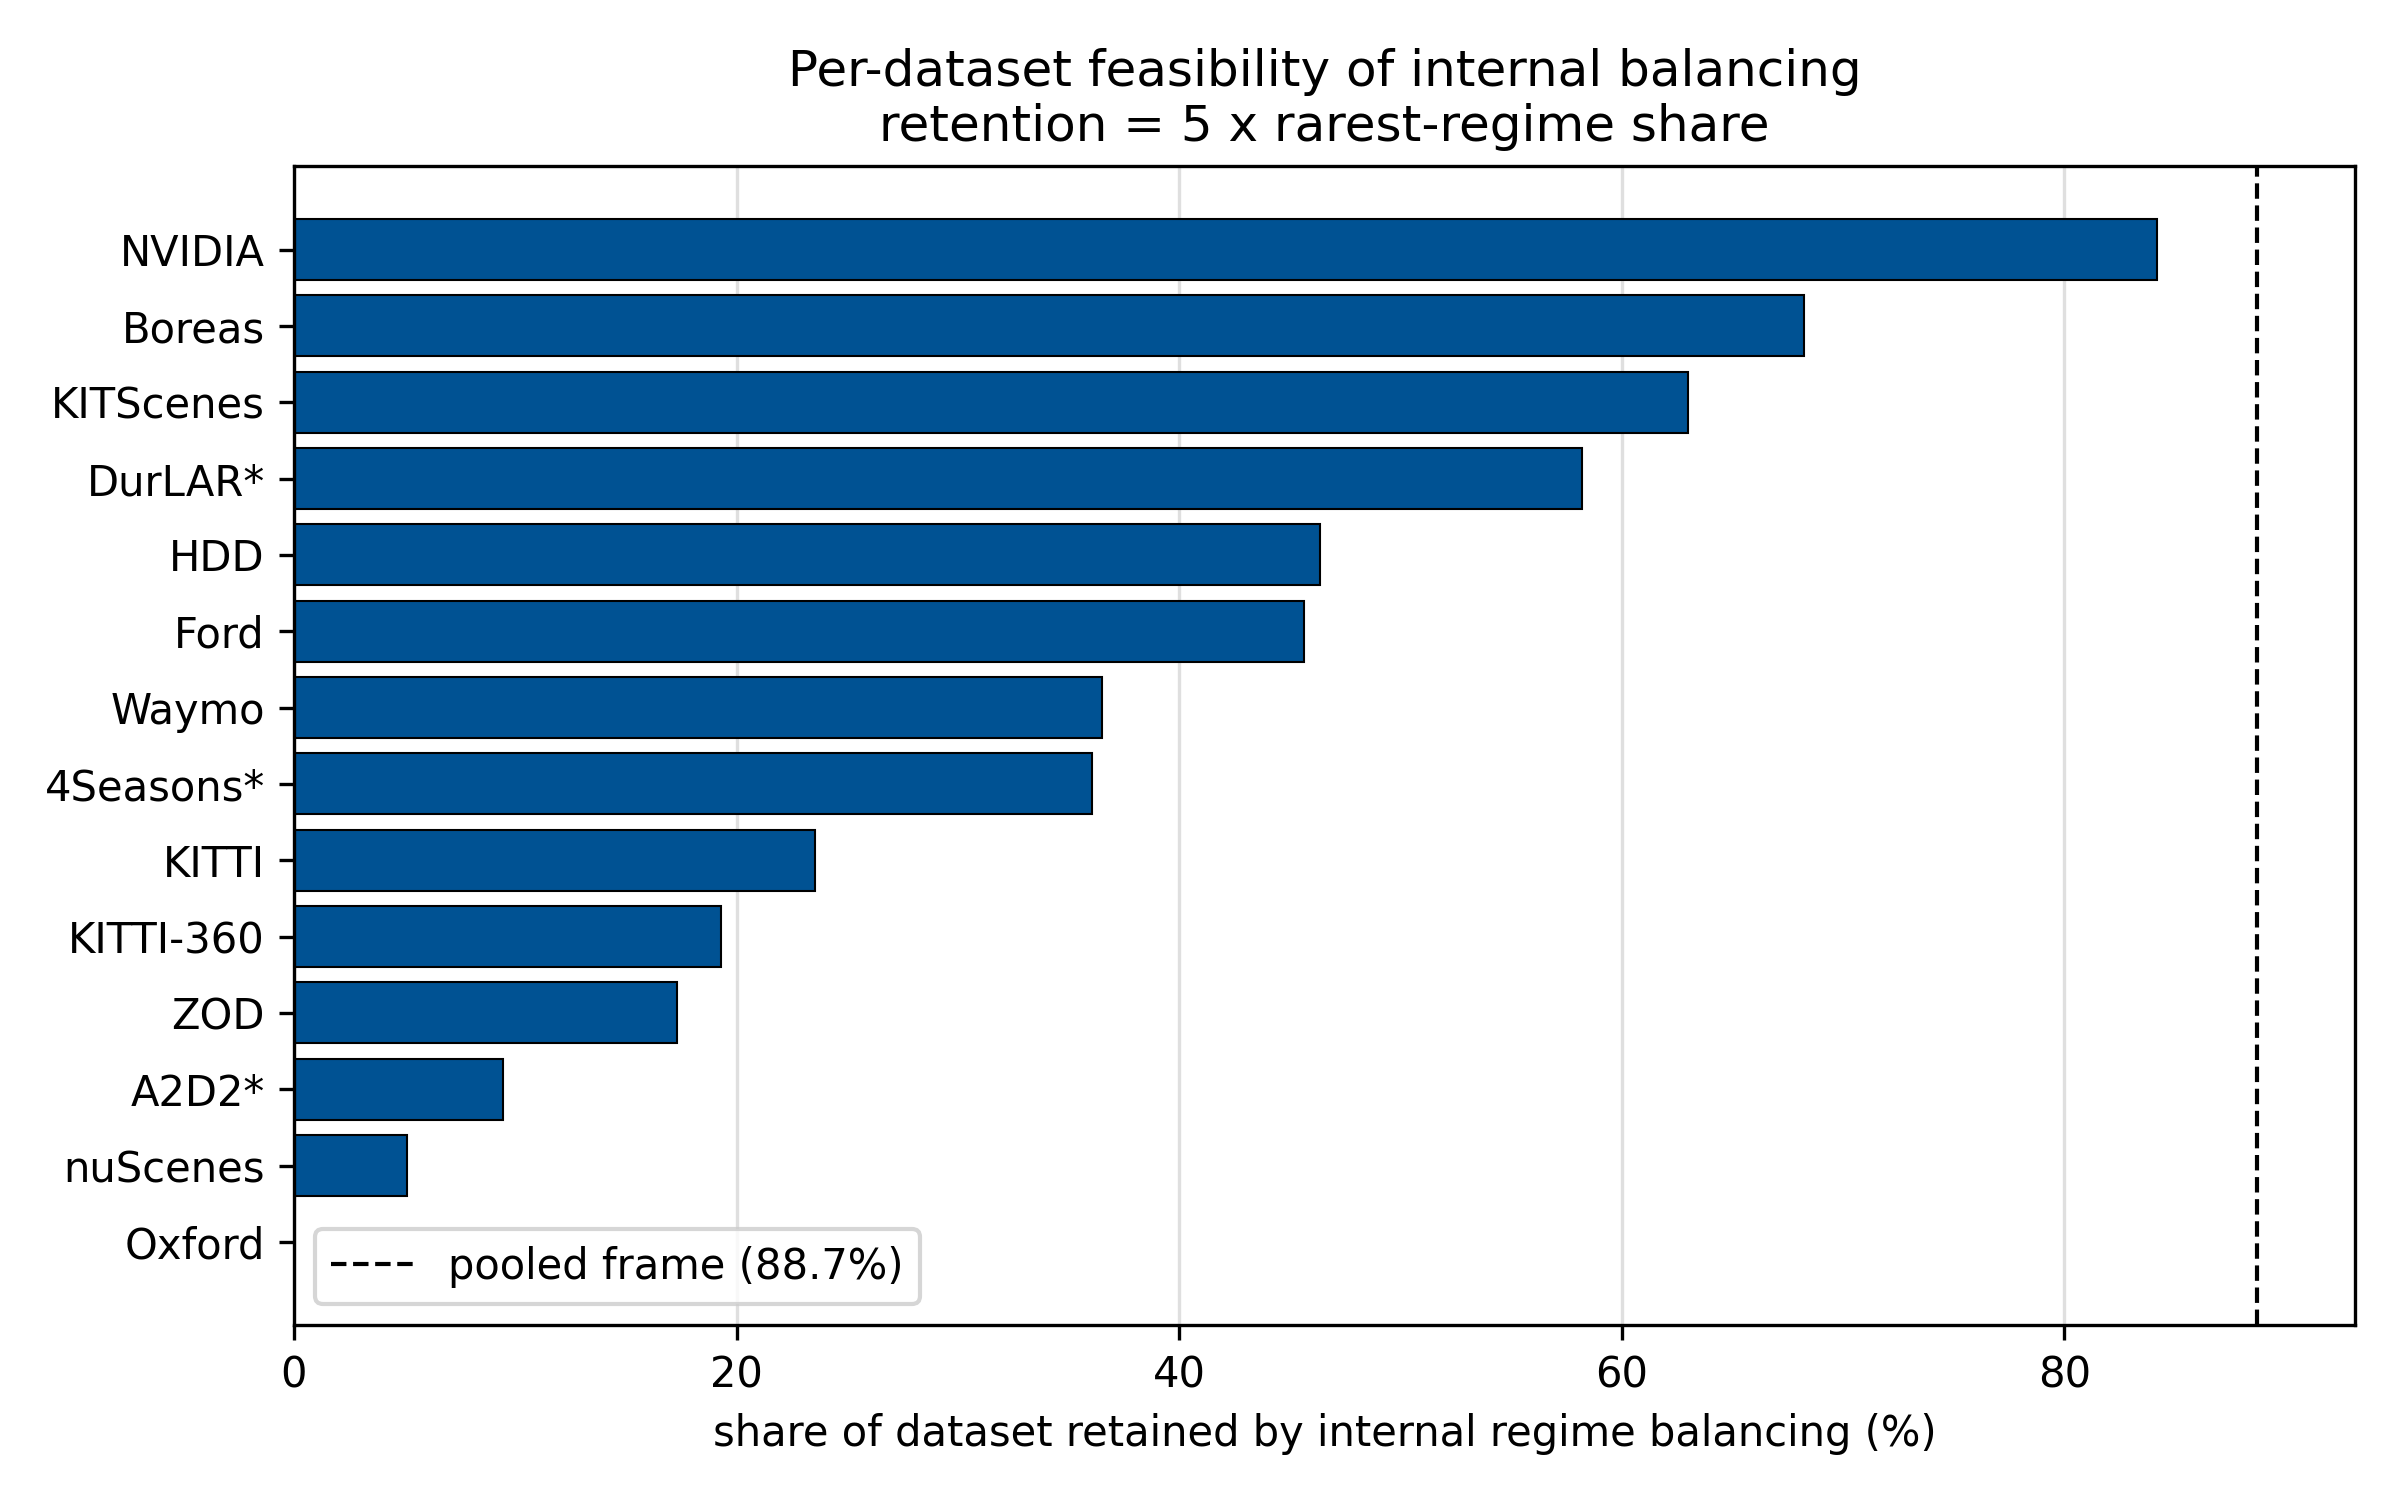 Per-dataset feasibility of internal balancing
retention = 5 x rarest-regime share
NVIDIA
Boreas
KITScenes
DurLAR*
HDD
Ford
Waymo
4Seasons*
KITTI
KITTI-360
ZOD
A2D2*
nuScenes
Oxford
pooled frame (88.7%)
0 20 40 60 80
share of dataset retained by internal regime balancing (%)